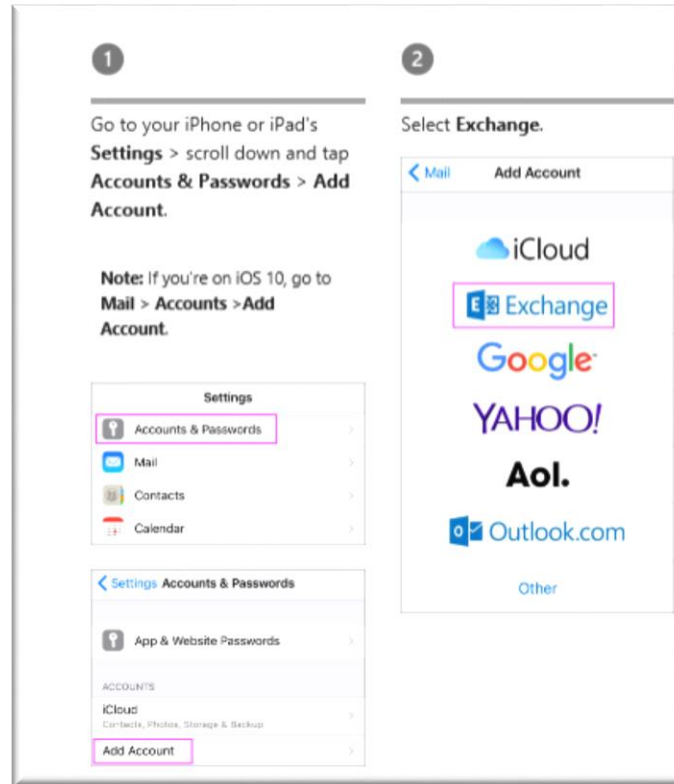 1
Go to your iPhone or iPad's
Settings > scroll down and tap
Accounts & Passwords > Add
Account.
Note: If you're on iOS 10, go to
Mail > Accounts >Add
Account.
Settings
Accounts & Passwords
Mail
Contacts
Calendar
Settings Accounts & Passwords
App & Website Passwords
ACCOUNTS
iCloud
Contacts, Photos, Storage & Backup
Add Account
2
Select Exchange.
Mail Add Account
iCloud
E Exchange
Google
YAHOO!
Aol.
o Outlook.com
Other